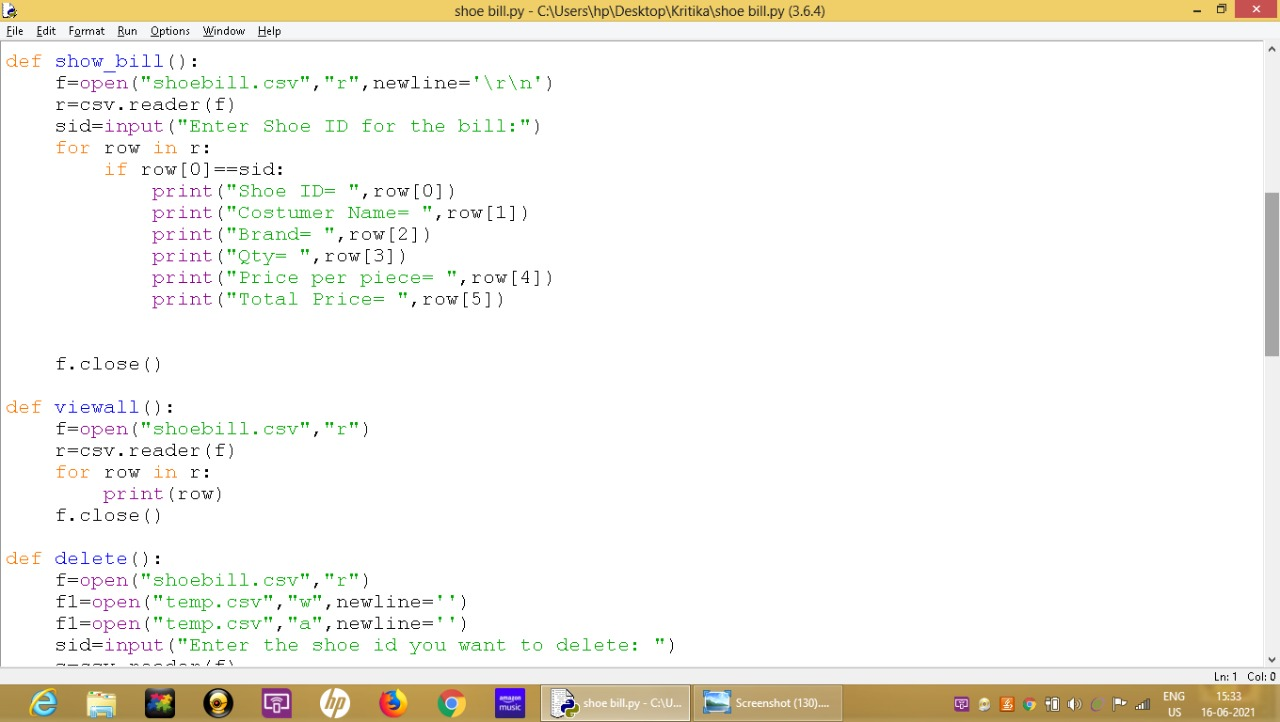 shoe bill.py - C:\Users\hp\Desktop\Kritika\shoe bill.py (3.6.4)
File Edit Format Run Options Window Help
def show_bill():
    f=open("shoebill.csv","r",newline='\r\n')
    r=csv.reader(f)
    sid=input("Enter Shoe ID for the bill:")
    for row in r:
        if row[0]==sid:
            print("Shoe ID= ",row[0])
            print("Costumer Name= ",row[1])
            print("Brand= ",row[2])
            print("Qty= ",row[3])
            print("Price per piece= ",row[4])
            print("Total Price= ",row[5])
    f.close()
def viewall():
    f=open("shoebill.csv","r")
    r=csv.reader(f)
    for row in r:
        print(row)
    f.close()
def delete():
    f=open("shoebill.csv","r")
    f1=open("temp.csv","w",newline='')
    f1=open("temp.csv","a",newline='')
    sid=input("Enter the shoe id you want to delete: ")
Ln: 1 Col: 0
hp
amazon music
shoe bill.py - C:\U...
Screenshot (130)....
ENG
US
15:33
16-06-2021